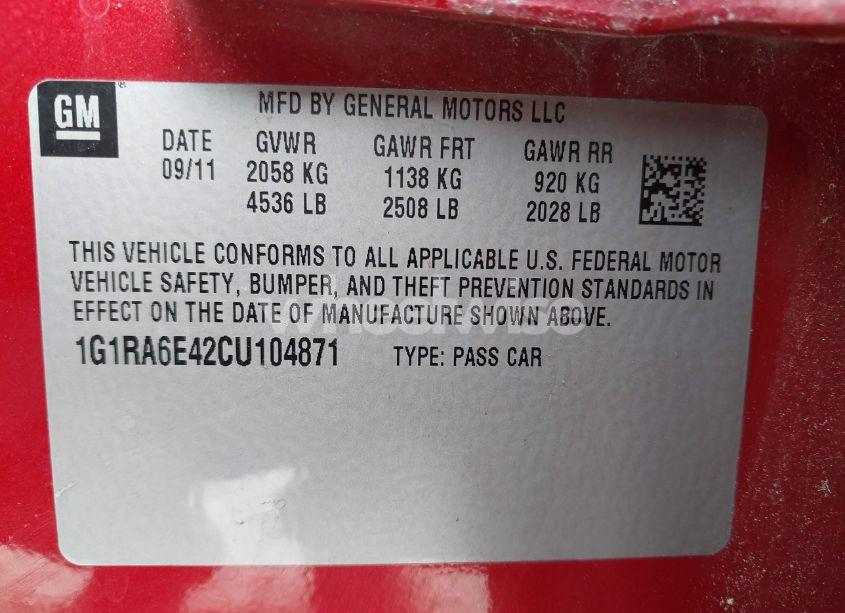 GM ®
MFD BY GENERAL MOTORS LLC
DATE GVWR GAWR FRT GAWR RR
09/11 2058 KG 1138 KG 920 KG
4536 LB 2508 LB 2028 LB
THIS VEHICLE CONFORMS TO ALL APPLICABLE U.S. FEDERAL MOTOR
VEHICLE SAFETY, BUMPER, AND THEFT PREVENTION STANDARDS IN
EFFECT ON THE DATE OF MANUFACTURE SHOWN ABOVE.
1G1RA6E42CU104871 TYPE: PASS CAR